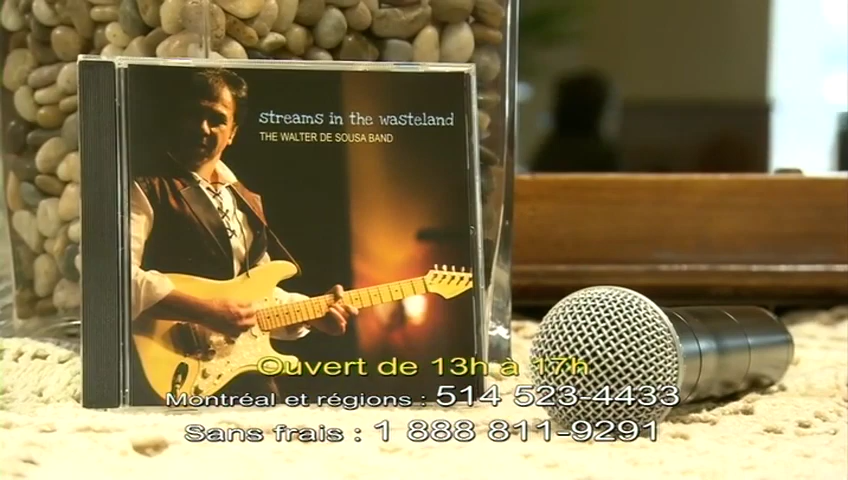 streams in the wasteland
THE WALTER DE SOUSA BAND
Ouvert de 13h à 17h
Montréal et régions : 514 523-4433
Sans frais : 1 888 811-9291